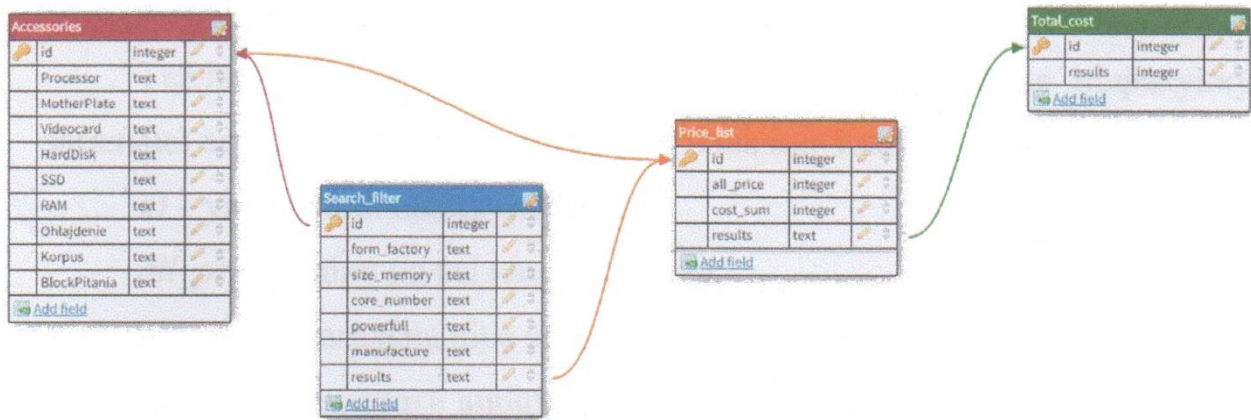 Accessories
id integer
Processor text
MotherPlate text
Videocard text
HardDisk text
SSD text
RAM text
Ohlajdenie text
Korpus text
BlockPitania text
Add field
Search_filter
id integer
form_factory text
size_memory text
core_number text
powerfull text
manufacture text
results text
Add field
Price_list
id integer
all_price integer
cost_sum integer
results text
Add field
Total_cost
id integer
results integer
Add field